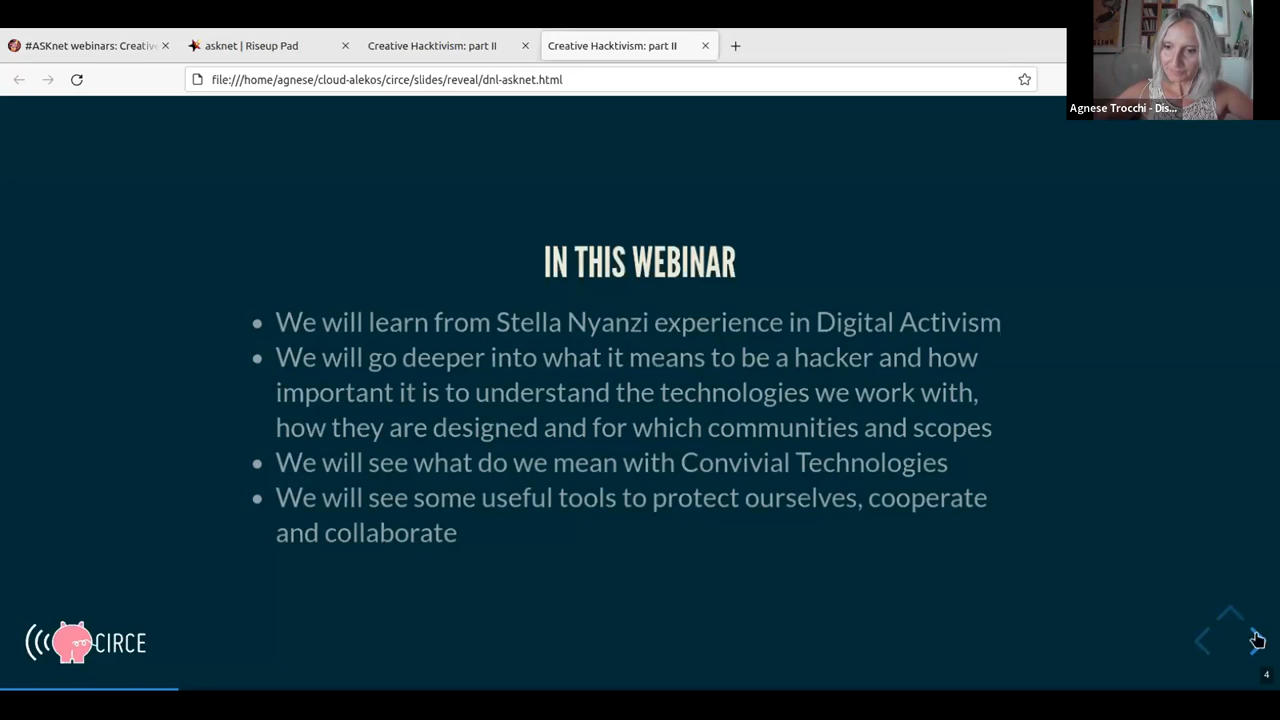 #ASKnet webinars: Creative
asknet | Riseup Pad
Creative Hacktivism: part II
Creative Hacktivism: part II
file:///home/agnese/cloud-alekos/circe/slides/reveal/dnl-asknet.html
Agnese Trocchi - Dis...
IN THIS WEBINAR
We will learn from Stella Nyanzi experience in Digital Activism
We will go deeper into what it means to be a hacker and how
important it is to understand the technologies we work with,
how they are designed and for which communities and scopes
We will see what do we mean with Convivial Technologies
We will see some useful tools to protect ourselves, cooperate
and collaborate
CIRCE
4